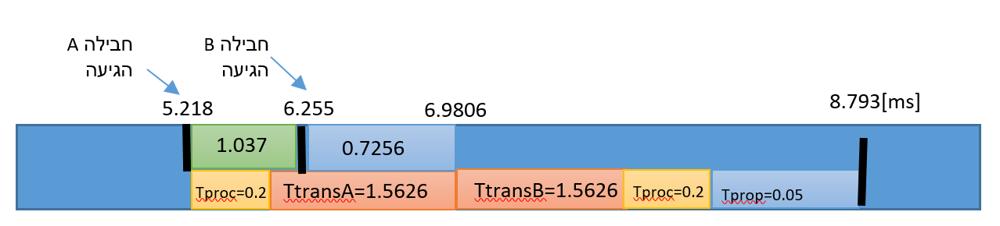 חבילה A
הגיעה
חבילה B
הגיעה
5.218
6.255
6.9806
8.793[ms]
1.037
0.7256
Tproc=0.2
TtransA=1.5626
TtransB=1.5626
Tproc=0.2
Tprop=0.05